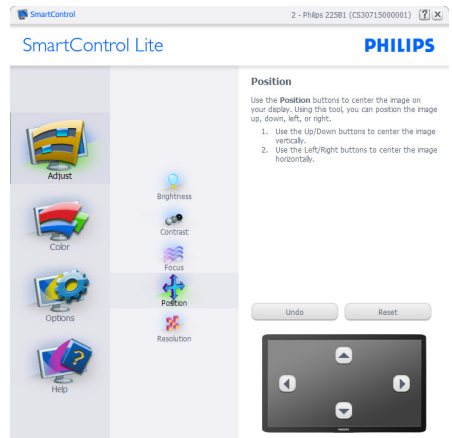 SmartControl
2 - Philips 225B1 (CS30715000001)
SmartControl Lite
PHILIPS
Adjust
Color
Options
Help
Brightness
Contrast
Focus
Position
Resolution
Position
Use the Position buttons to center the image on
your display. Using this tool, you can position the image
up, down, left, or right.
1. Use the Up/Down buttons to center the image
vertically.
2. Use the Left/Right buttons to center the image
horizontally.
Undo
Reset
PHILIPS